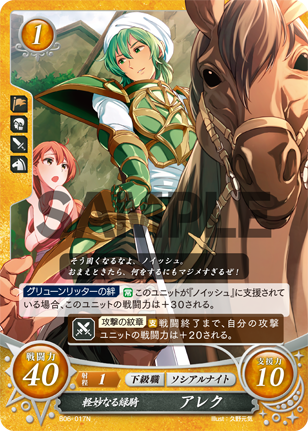 1
SAMPLE
そう固くなるなよ、ノイッシュ。
おまえときたら、何をするにもマジメすぎるぜ!
グリューンリッターの絆 常 このユニットが『ノイッシュ』に支援されて
いる場合、このユニットの戦闘力は+30される。
攻撃の紋章 支 戦闘終了まで、自分の攻撃
ユニットの戦闘力は+20される。
戦闘力 40
射程 1 下級職 ソシアルナイト
支援力 10
軽妙なる緑騎 アレク
B06-017N
Illust:久野元気